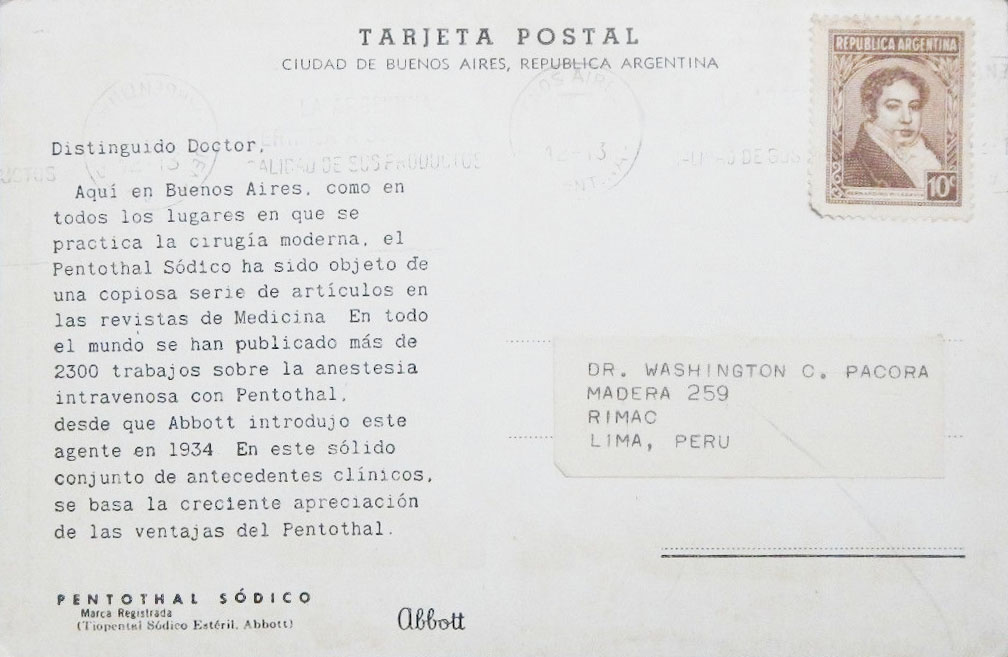 TARJETA POSTAL
CIUDAD DE BUENOS AIRES, REPUBLICA ARGENTINA
REPUBLICA ARGENTINA
10c
CALIDAD DE SUS PRODUCTOS
Distinguido Doctor,
Aquí en Buenos Aires, como en
todos los lugares en que se
practica la cirugía moderna, el
Pentothal Sódico ha sido objeto de
una copiosa serie de artículos en
las revistas de Medicina En todo
el mundo se han publicado más de
2300 trabajos sobre la anestesia
intravenosa con Pentothal,
desde que Abbott introdujo este
agente en 1934 En este sólido
conjunto de antecedentes clínicos,
se basa la creciente apreciación
de las ventajas del Pentothal.
DR. WASHINGTON C. PACORA
MADERA 259
RIMAC
LIMA, PERU
PENTOTHAL SÓDICO
Marca Registrada
(Tiopental Sódico Estéril, Abbott)
Abbott